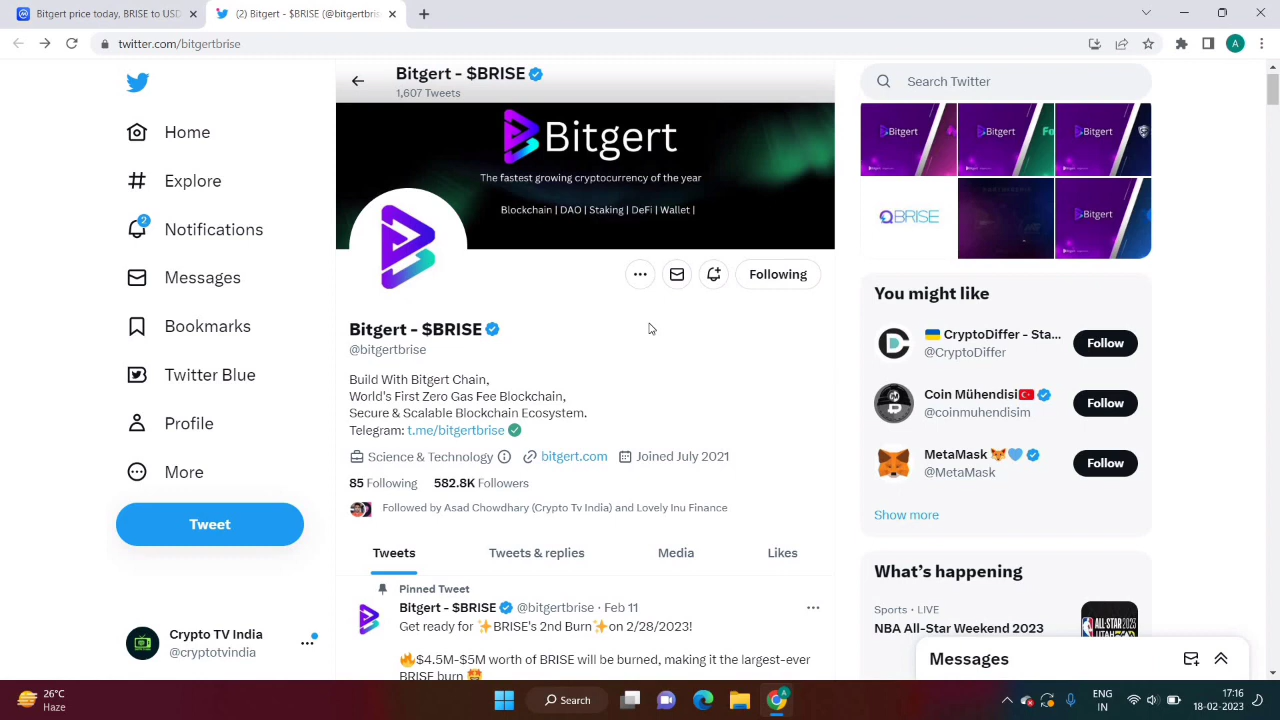 Bitgert price today, BRISE to USD
(2) Bitgert - $BRISE (@bitgertbris
twitter.com/bitgertbrise
Bitgert - $BRISE
1,607 Tweets
Search Twitter
Home
Explore
2
Notifications
Messages
Bookmarks
Twitter Blue
Profile
More
Tweet
Crypto TV India
@cryptotvindia
Bitgert
The fastest growing cryptocurrency of the year
Blockchain | DAO | Staking | DeFi | Wallet |
Following
Bitgert - $BRISE
@bitgertbrise
Build With Bitgert Chain,
World's First Zero Gas Fee Blockchain,
Secure & Scalable Blockchain Ecosystem.
Telegram: t.me/bitgertbrise
Science & Technology bitgert.com Joined July 2021
85 Following 582.8K Followers
Followed by Asad Chowdhary (Crypto Tv India) and Lovely Inu Finance
Tweets Tweets & replies Media Likes
Pinned Tweet
Bitgert - $BRISE @bitgertbrise · Feb 11
Get ready for ✨BRISE's 2nd Burn✨on 2/28/2023!
🔥$4.5M-$5M worth of BRISE will be burned, making it the largest-ever
BRISE burn
Bitgert
Bitgert
Bitgert
QBRISE
Bitgert
You might like
CryptoDiffer - Sta...
@CryptoDiffer
Follow
Coin Mühendisi
@coinmuhendisim
Follow
MetaMask
@MetaMask
Follow
Show more
What's happening
Sports · LIVE
NBA All-Star Weekend 2023
Messages
26°C
Haze
Search
ENG
IN
17:16
18-02-2023